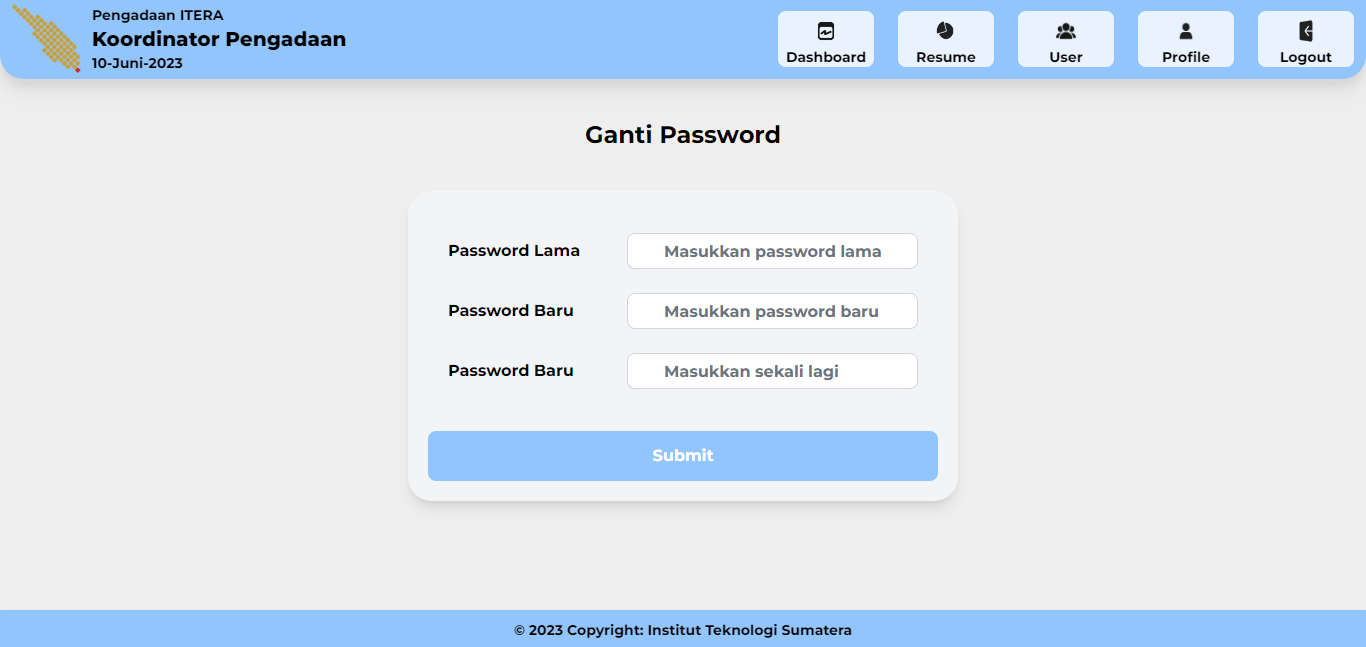 Pengadaan ITERA
Koordinator Pengadaan
10-Juni-2023
Dashboard
Resume
User
Profile
Logout
Ganti Password
Password Lama
Masukkan password lama
Password Baru
Masukkan password baru
Password Baru
Masukkan sekali lagi
Submit
© 2023 Copyright: Institut Teknologi Sumatera